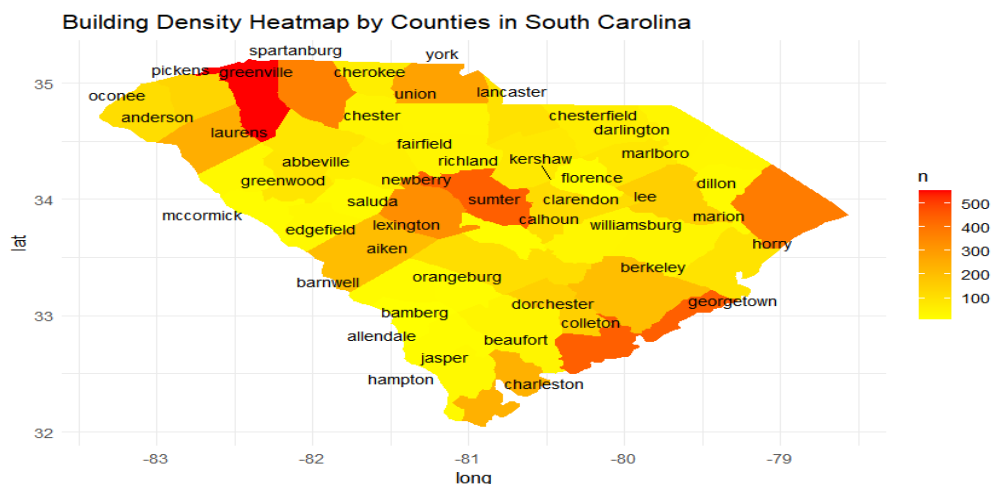 Building Density Heatmap by Counties in South Carolina
spartanburg
york
pickens
greenville
cherokee
oconee
union
lancaster
anderson
chester
chesterfield
laurens
darlington
fairfield
abbeville
richland
kershaw
marlboro
greenwood
newberry
florence
dillon
saluda
sumter
clarendon
lee
mccormick
edgefield
lexington
calhoun
williamsburg
marion
aiken
horry
barnwell
orangeburg
berkeley
bamberg
dorchester
georgetown
allendale
beaufort
colleton
jasper
hampton
charleston
35
34
33
32
lat
-83
-82
-81
-80
-79
long
n
500
400
300
200
100